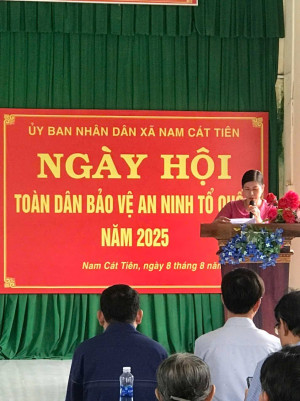 ỦY BAN NHÂN DÂN XÃ NAM CÁT TIÊN
NGÀY HỘI
TOÀN DÂN BẢO VỆ AN NINH TỔ
NĂM 2025
Nam Cát Tiên, ngày 8 tháng 8